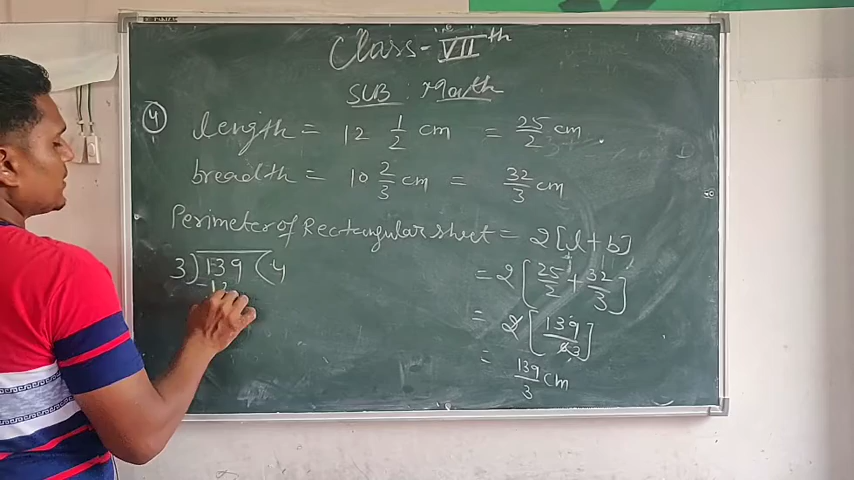 Class - VII th
SUB : Math
4 length = 12 1/2 cm = 25/2 cm
breadth = 10 2/3 cm = 32/3 cm
Perimeter of Rectangular sheet = 2[l+b]
= 2[25/2 + 32/3]
= 2[139/6 3]
= 139/3 cm
3)139(4
-12